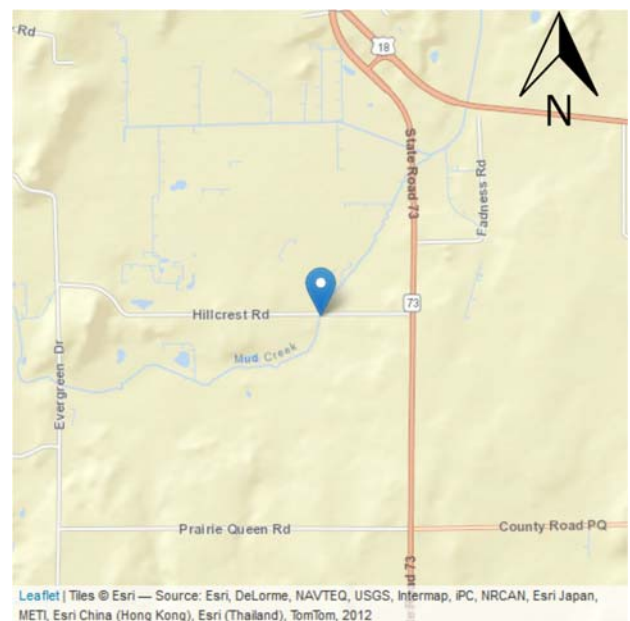 Rd
18
N
State Road 73
Fadness Rd
73
Hillcrest Rd
Mud Creek
Evergreen Dr
Prairie Queen Rd
County Road PQ
Leaflet | Tiles © Esri — Source: Esri, DeLorme, NAVTEQ, USGS, Intermap, iPC, NRCAN, Esri Japan,
METI, Esri China (Hong Kong), Esri (Thailand), TomTom, 2012